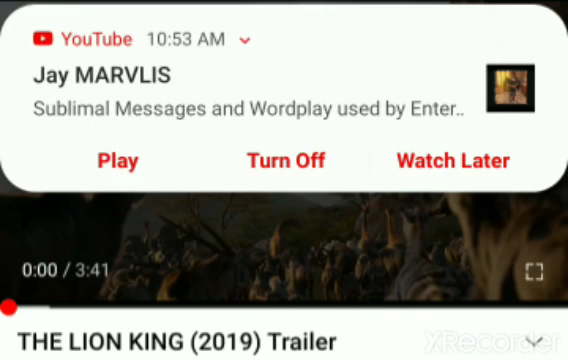 YouTube 10:53 AM
Jay MARVLIS
Sublimal Messages and Wordplay used by Enter..
Play Turn Off Watch Later
0:00 / 3:41
THE LION KING (2019) Trailer
XRecorder